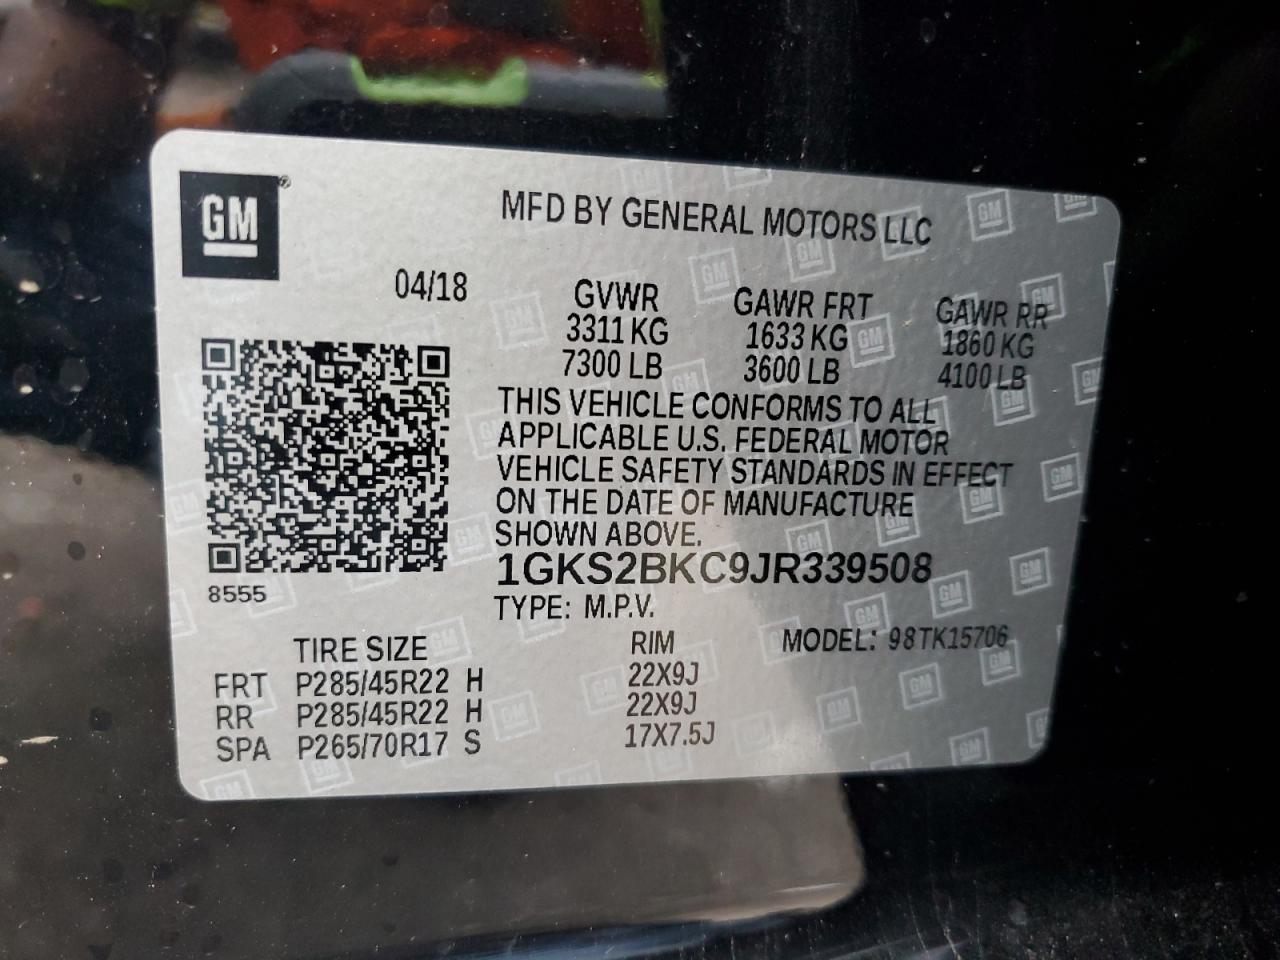 GM
MFD BY GENERAL MOTORS LLC
04/18
GVWR GAWR FRT GAWR RR
3311 KG 1633 KG 1860 KG
7300 LB 3600 LB 4100 LB
THIS VEHICLE CONFORMS TO ALL
APPLICABLE U.S. FEDERAL MOTOR
VEHICLE SAFETY STANDARDS IN EFFECT
ON THE DATE OF MANUFACTURE
SHOWN ABOVE.
1GKS2BKC9JR339508
8555
TYPE: M.P.V.
MODEL: 98TK15706
TIRE SIZE RIM
FRT P285/45R22 H 22X9J
RR P285/45R22 H 22X9J
SPA P265/70R17 S 17X7.5J